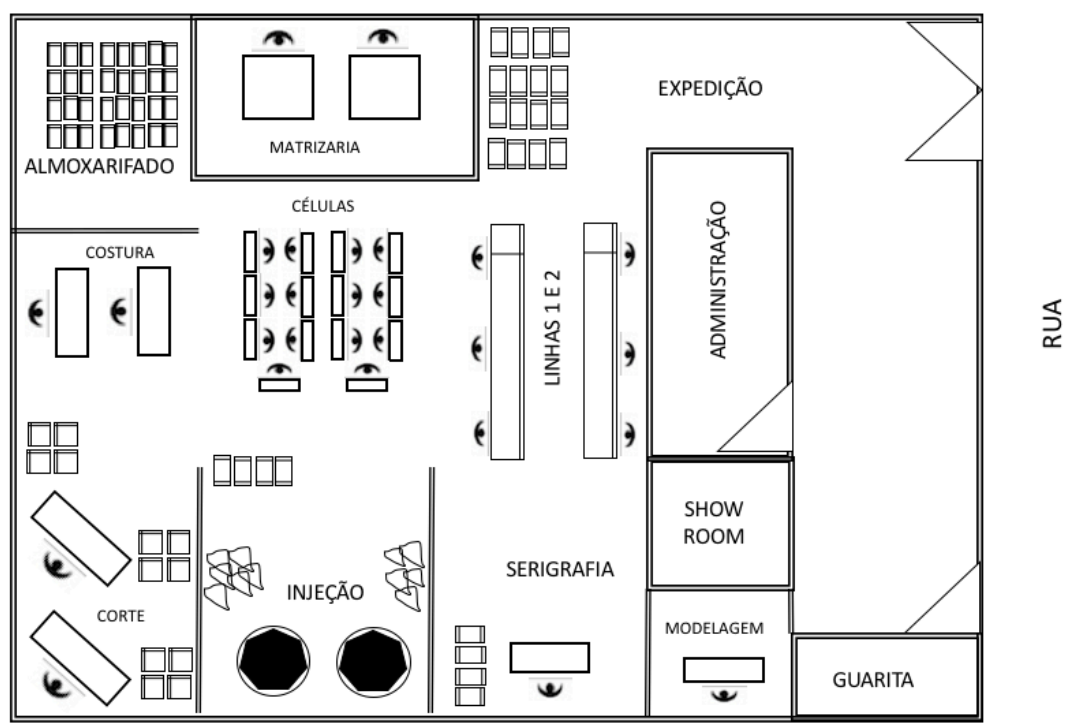 EXPEDIÇÃO
MATRIZARIA
ALMOXARIFADO
CÉLULAS
COSTURA
LINHAS 1 E 2
ADMINISTRAÇÃO
RUA
SHOW
ROOM
SERIGRAFIA
INJEÇÃO
CORTE
MODELAGEM
GUARITA